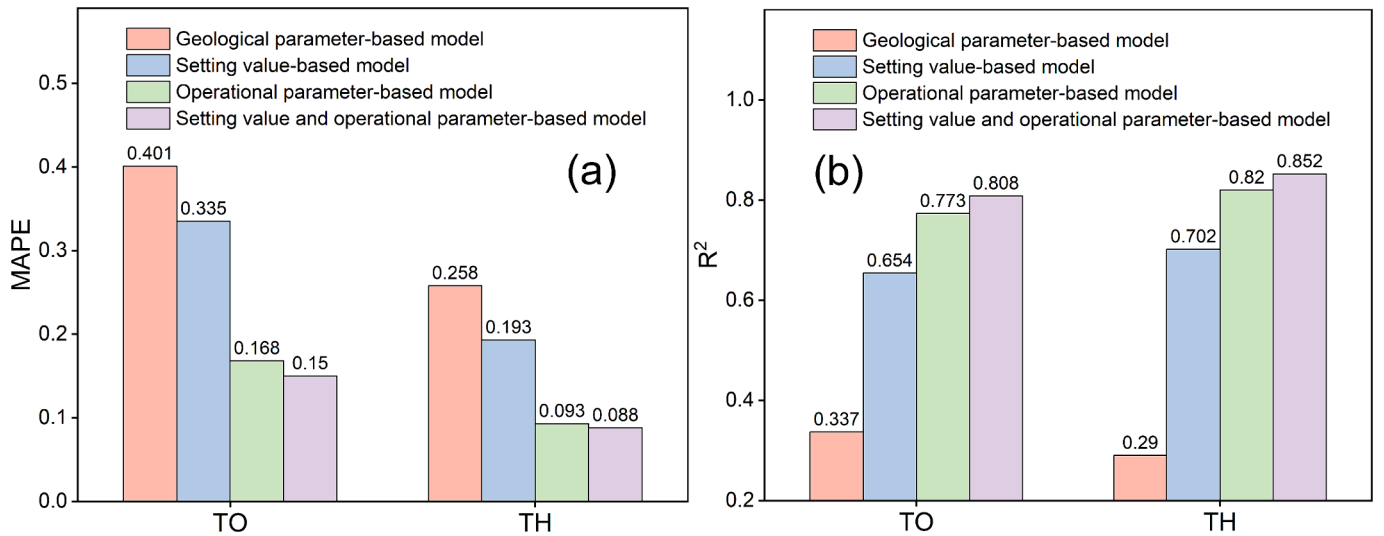 Geological parameter-based model
Setting value-based model
Operational parameter-based model
Setting value and operational parameter-based model
(a)
MAPE
0.5
0.4
0.3
0.2
0.1
0.0
0.401
0.335
0.168
0.15
0.258
0.193
0.093
0.088
TO
TH
Geological parameter-based model
Setting value-based model
Operational parameter-based model
Setting value and operational parameter-based model
(b)
R²
1.0
0.8
0.6
0.4
0.2
0.337
0.654
0.773
0.808
0.29
0.702
0.82
0.852
TO
TH